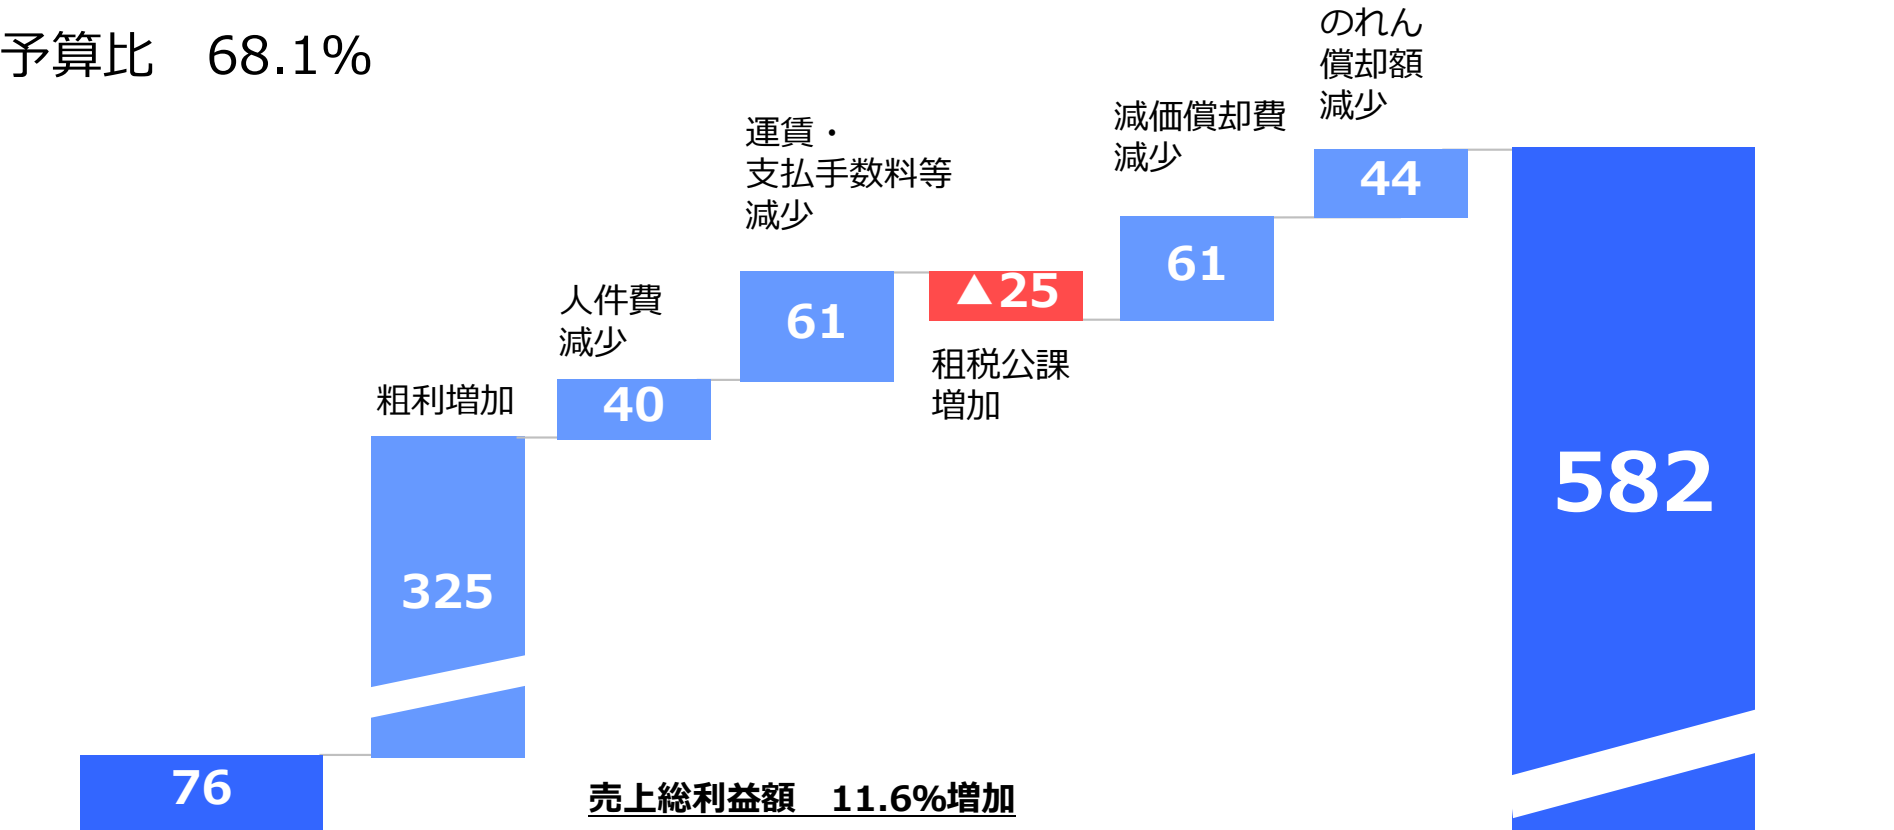 予算比　68.1%
のれん
償却額
減少
減価償却費
減少
運賃・
支払手数料等
減少
人件費
減少
粗利増加
44
61
▲25
61
40
租税公課
増加
325
582
76
売上総利益額　11.6%増加